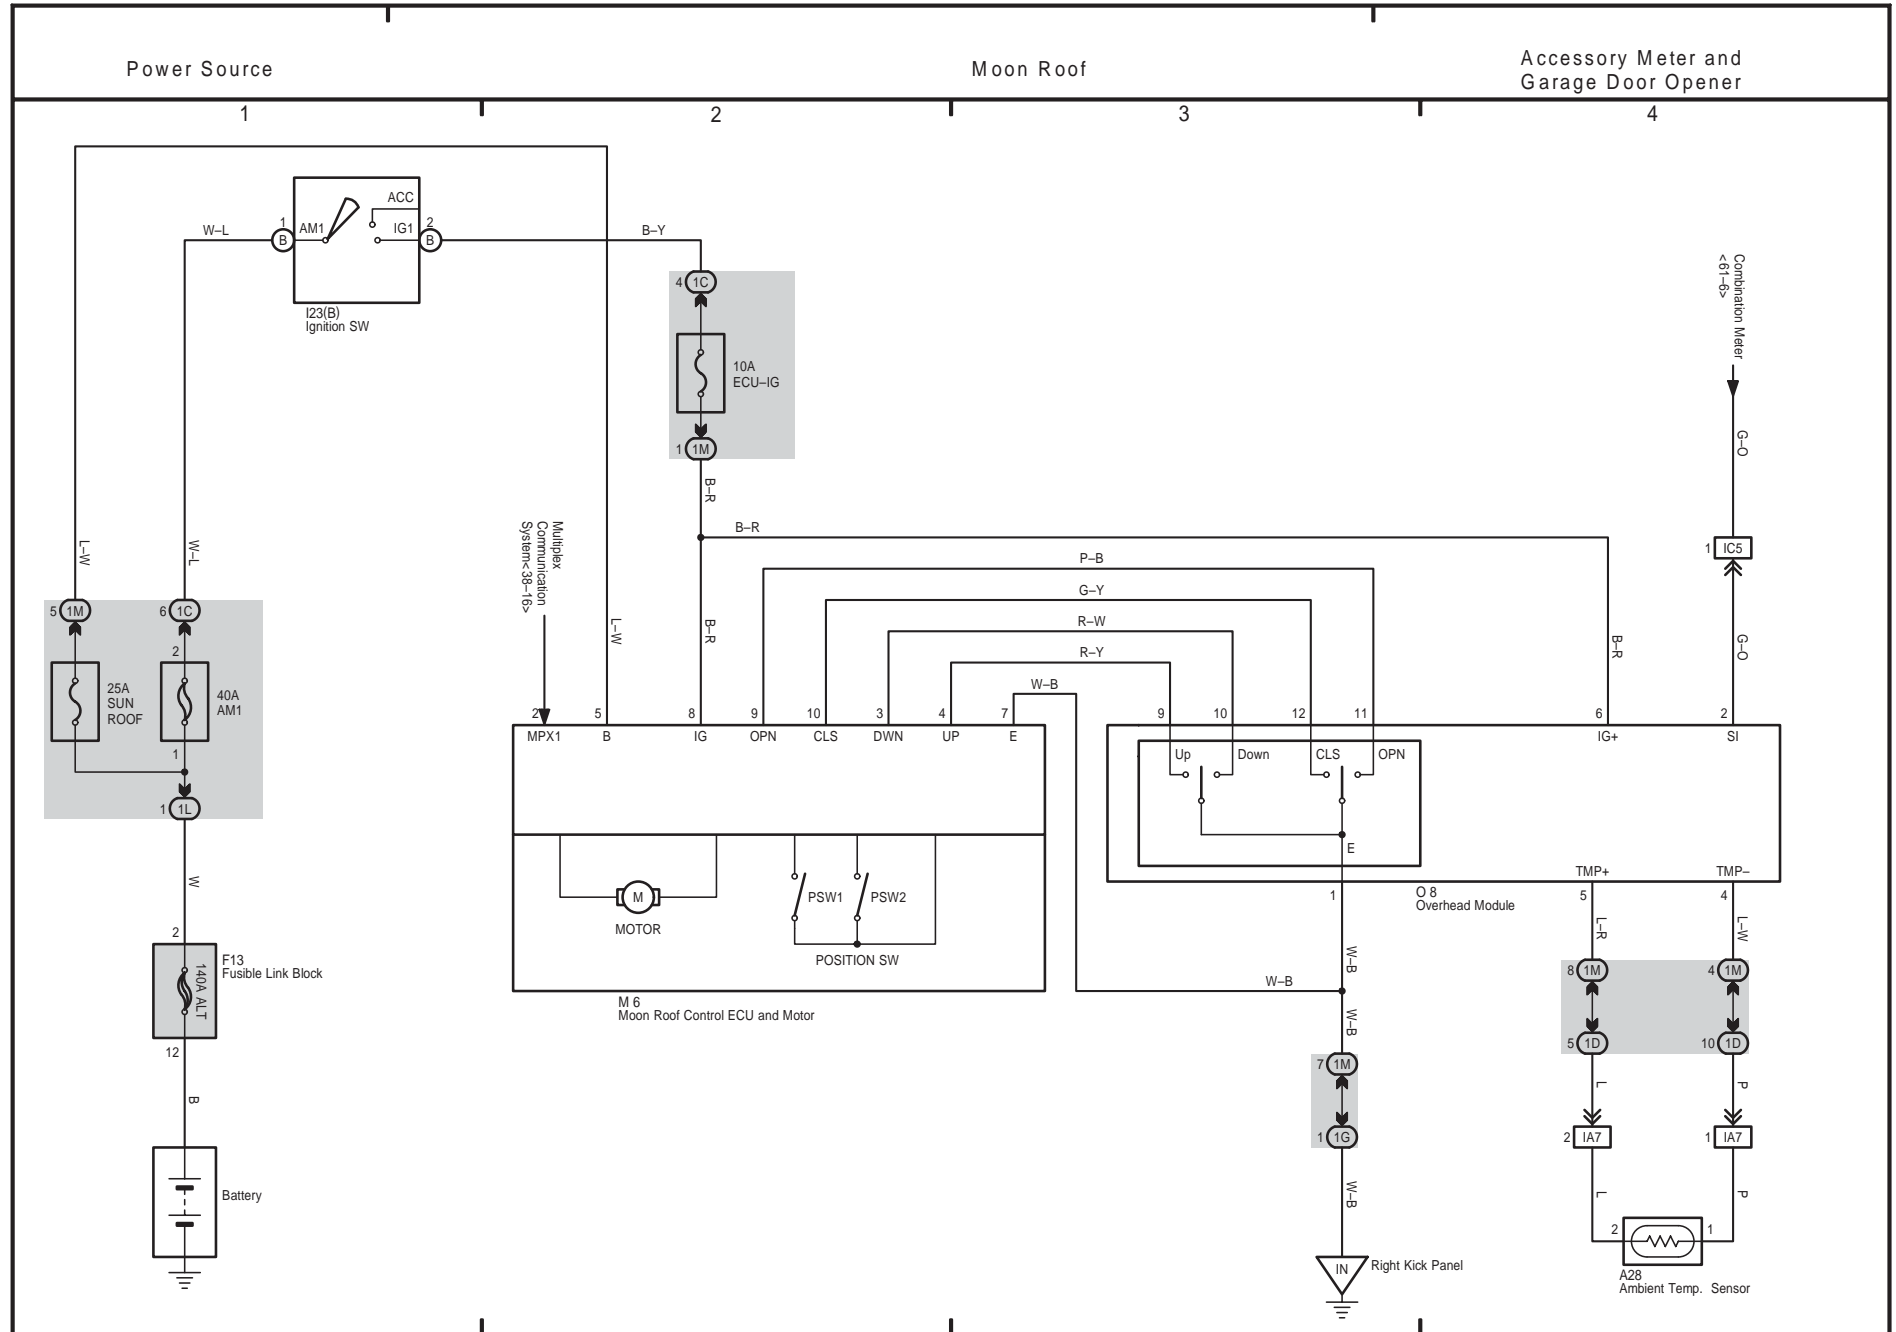 Power Source
Moon Roof
Accessory Meter and
Garage Door Opener
1
2
3
4
ACC
AM1
IG1
1
B
2
B
W–L
B–Y
I23(B)
Ignition SW
4
1C
10A
ECU–IG
1
1M
B–R
B–R
Combination Meter
<61–6>
G–O
1
IC5
G–O
L–W
W–L
Multiplex
Communication
System<38–16>
P–B
G–Y
R–W
R–Y
W–B
L–W
B–R
B–R
5
1M
6
1C
2
25A
SUN
ROOF
40A
AM1
1
1
1L
2
5
8
9
10
3
4
7
MPX1
B
IG
OPN
CLS
DWN
UP
E
9
10
12
11
6
2
IG+
SI
Up
Down
CLS
OPN
E
TMP+
TMP–
1
5
4
O 8
Overhead Module
M
MOTOR
PSW1
PSW2
POSITION SW
M 6
Moon Roof Control ECU and Motor
W
2
140A ALT
F13
Fusible Link Block
12
B
Battery
W–B
W–B
W–B
7
1M
1
1G
W–B
IN
Right Kick Panel
L–R
L–W
8
1M
4
1M
5
1D
10
1D
L
P
2
IA7
1
IA7
L
P
2
1
A28
Ambient Temp. Sensor